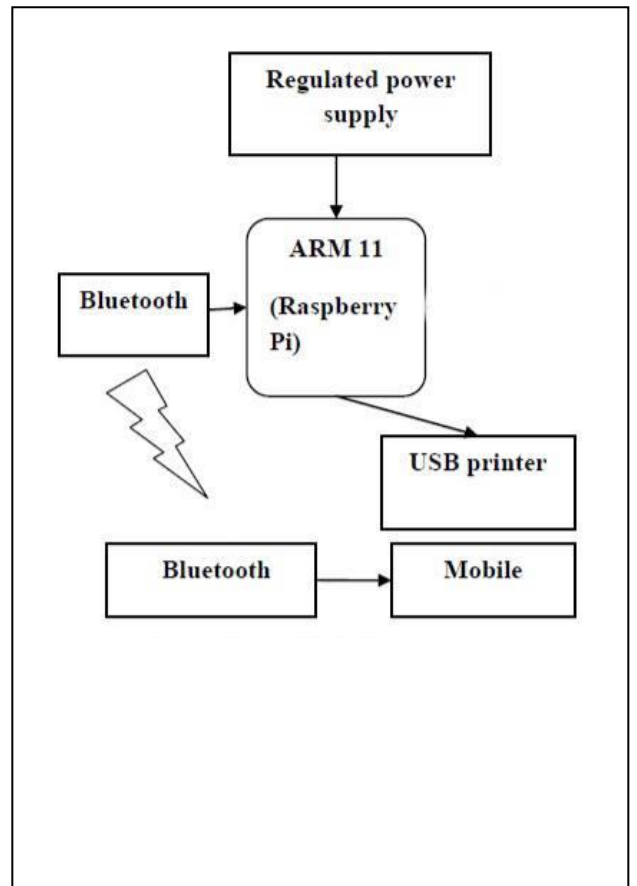 Regulated power
supply
ARM 11
Bluetooth
(Raspberry
Pi)
USB printer
Bluetooth
Mobile